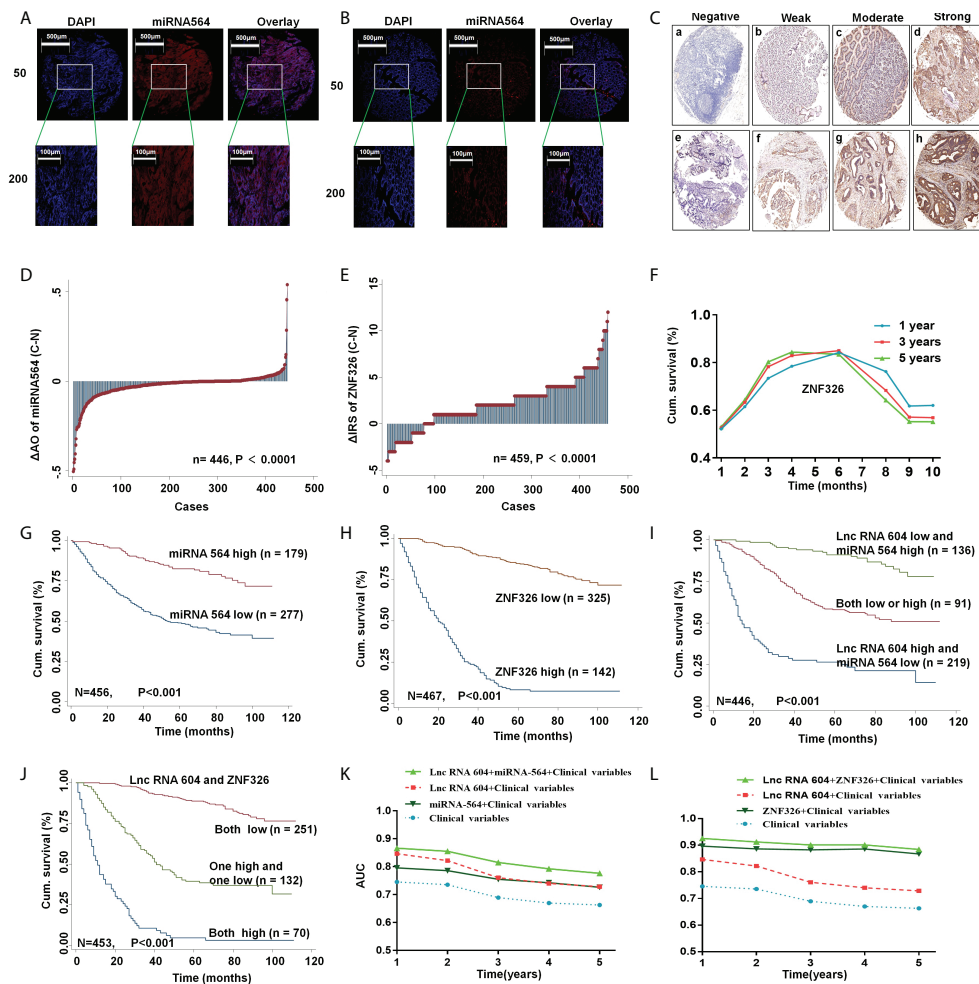 A
DAPI miRNA564 Overlay
500μm 500μm 500μm
50
100μm 100μm 100μm
200
B
DAPI miRNA564 Overlay
500μm 500μm 500μm
50
100μm 100μm 100μm
200
C
Negative Weak Moderate Strong
a b c d
e f g h
D
ΔAO of miRNA564 (C-N)
.5
0
-.5
n= 446, P < 0.0001
0 100 200 300 400 500
Cases
E
ΔIRS of ZNF326 (C-N)
15
10
5
0
-5
n= 459, P < 0.0001
0 100 200 300 400 500
Cases
F
Cum. survival (%)
1.0
0.8
0.6
0.4
1 year
3 years
5 years
ZNF326
1 2 3 4 6 8 9 10
Time (months)
G
Cum. survival (%)
1.00
0.75
0.50
0.25
0.00
miRNA 564 high (n = 179)
miRNA 564 low (n = 277)
N=456, P<0.001
0 20 40 60 80 100 120
Time (months)
H
Cum. survival (%)
1.00
0.75
0.50
0.25
0.00
ZNF326 low (n = 325)
ZNF326 high (n = 142)
N=467, P<0.001
0 20 40 60 80 100 120
Time (months)
I
Cum. survival (%)
1.00
0.75
0.50
0.25
0.00
Lnc RNA 604 low and
miRNA 564 high (n = 136)
Both low or high (n = 91)
Lnc RNA 604 high and
miRNA 564 low (n = 219)
N=446, P<0.001
0 20 40 60 80 100 120
Time (months)
J
Cum. survival (%)
1.00
0.75
0.50
0.25
0.00
Lnc RNA 604 and ZNF326
Both low (n = 251)
One high and
one low (n = 132)
Both high (n = 70)
N=453, P<0.001
0 20 40 60 80 100 120
Time (months)
K
Lnc RNA 604+miRNA-564+Clinical variables
Lnc RNA 604+Clinical variables
miRNA-564+Clinical variables
Clinical variables
AUC
1.0
0.9
0.8
0.7
0.6
0.5
1 2 3 4 5
Time(years)
L
Lnc RNA 604+ZNF326+Clinical variables
Lnc RNA 604+Clinical variables
ZNF326+Clinical variables
Clinical variables
1.0
0.9
0.8
0.7
0.6
0.5
1 2 3 4 5
Time(years)